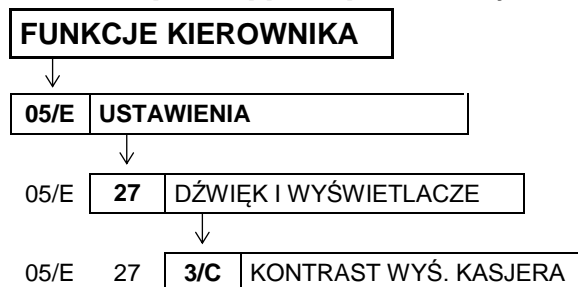 FUNKCJE KIEROWNIKA
05/E USTAWIENIA
05/E 27 DŹWIĘK I WYŚWIETLACZE
05/E 27 3/C KONTRAST WYŚ. KASJERA